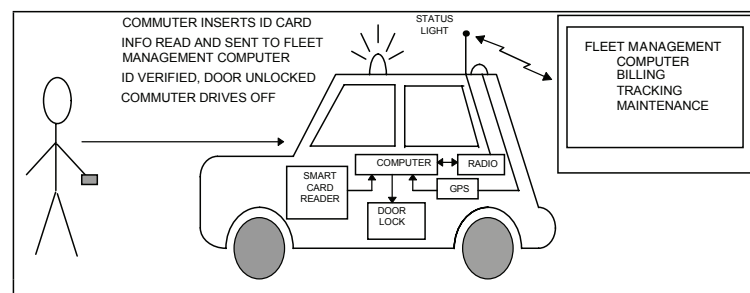 COMMUTER INSERTS ID CARD
INFO READ AND SENT TO FLEET
MANAGEMENT COMPUTER
ID VERIFIED, DOOR UNLOCKED
COMMUTER DRIVES OFF
STATUS
LIGHT
FLEET MANAGEMENT
COMPUTER
BILLING
TRACKING
MAINTENANCE
COMPUTER
RADIO
SMART
CARD
READER
GPS
DOOR
LOCK